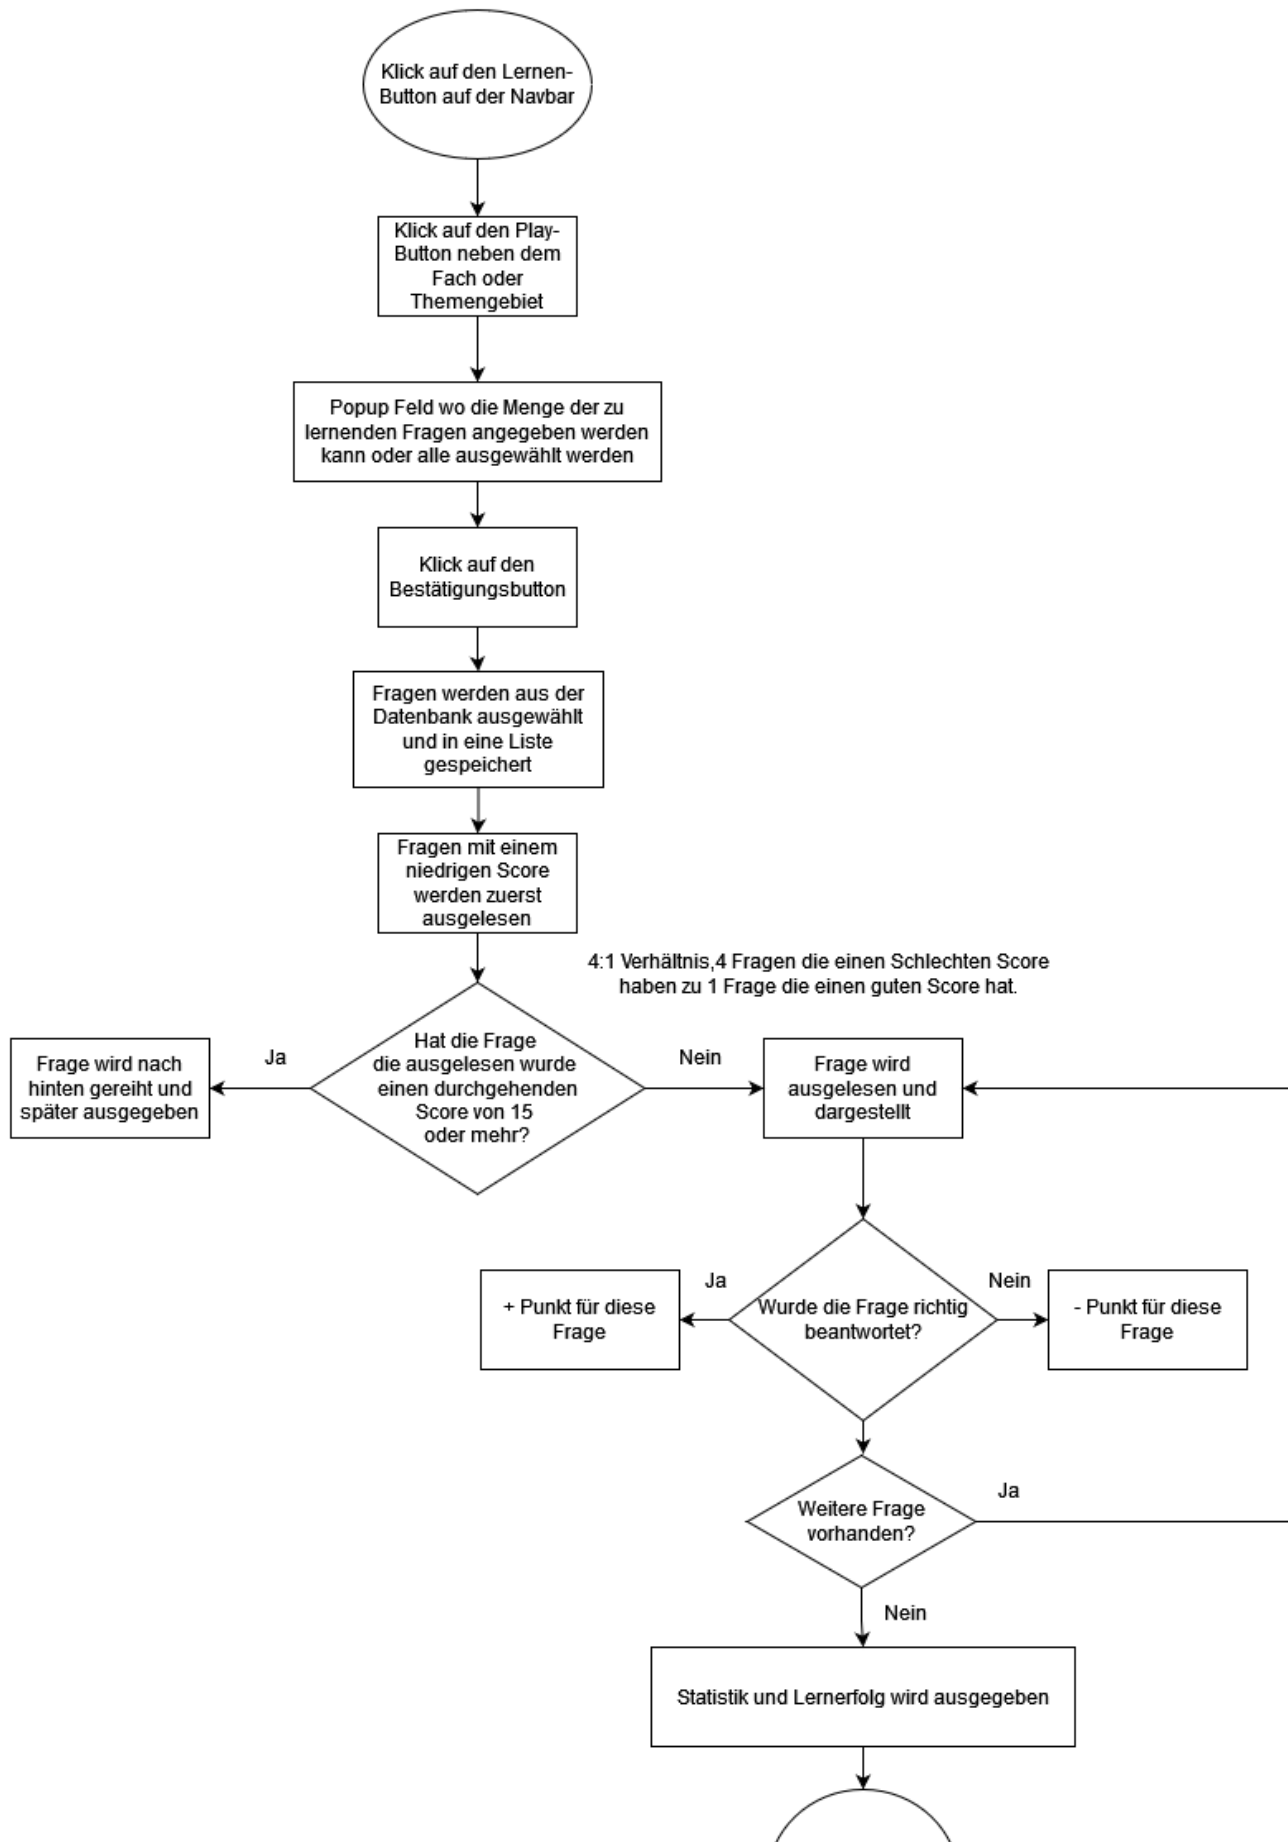 Klick auf den Lernen-
Button auf der Navbar
Klick auf den Play-
Button neben dem
Fach oder
Themengebiet
Popup Feld wo die Menge der zu
lernenden Fragen angegeben werden
kann oder alle ausgewählt werden
Klick auf den
Bestätigungsbutton
Fragen werden aus der
Datenbank ausgewählt
und in eine Liste
gespeichert
Fragen mit einem
niedrigen Score
werden zuerst
ausgelesen
4:1 Verhältnis,4 Fragen die einen Schlechten Score
haben zu 1 Frage die einen guten Score hat.
Hat die Frage
die ausgelesen wurde
einen durchgehenden
Score von 15
oder mehr?
Ja
Frage wird nach
hinten gereiht und
später ausgegeben
Nein
Frage wird
ausgelesen und
dargestellt
Wurde die Frage richtig
beantwortet?
Ja
+ Punkt für diese
Frage
Nein
- Punkt für diese
Frage
Weitere Frage
vorhanden?
Ja
Nein
Statistik und Lernerfolg wird ausgegeben